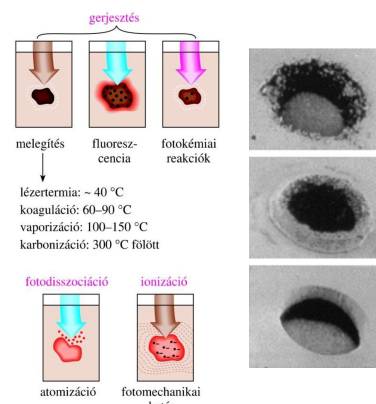 gerjesztés
melegítés
fluoresz-
cencia
fotokémiai
reakciók
lézertermia: ~ 40 °C
koaguláció: 60–90 °C
vaporizáció: 100–150 °C
karbonizáció: 300 °C fölött
fotodisszociáció
ionizáció
atomizáció
fotomechanikai